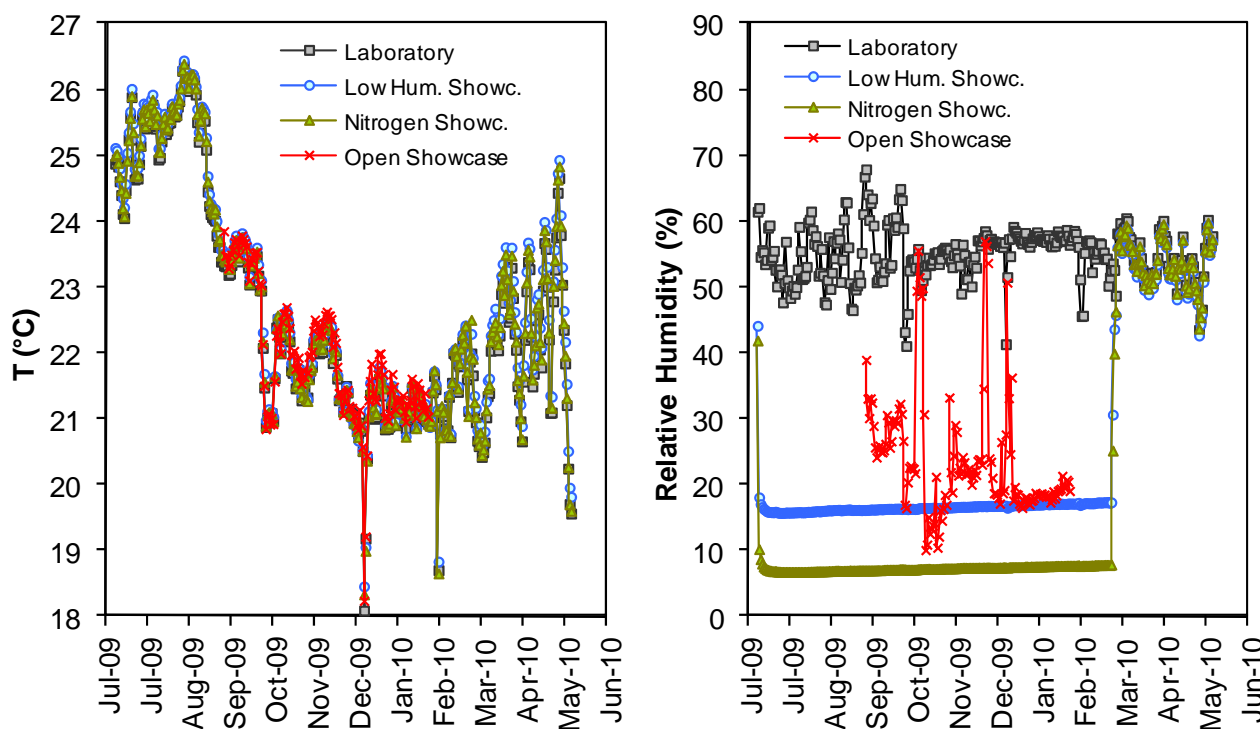 27
26
25
24
23
22
21
20
19
18
T (°C)
Laboratory
Low Hum. Showc.
Nitrogen Showc.
Open Showcase
Jul-09
Jul-09
Aug-09
Sep-09
Oct-09
Nov-09
Dec-09
Jan-10
Feb-10
Mar-10
Apr-10
May-10
Jun-10
90
80
70
60
50
40
30
20
10
0
Relative Humidity (%)
Laboratory
Low Hum. Showc.
Nitrogen Showc.
Open Showcase
Jul-09
Jul-09
Aug-09
Sep-09
Oct-09
Nov-09
Dec-09
Jan-10
Feb-10
Mar-10
Apr-10
May-10
Jun-10